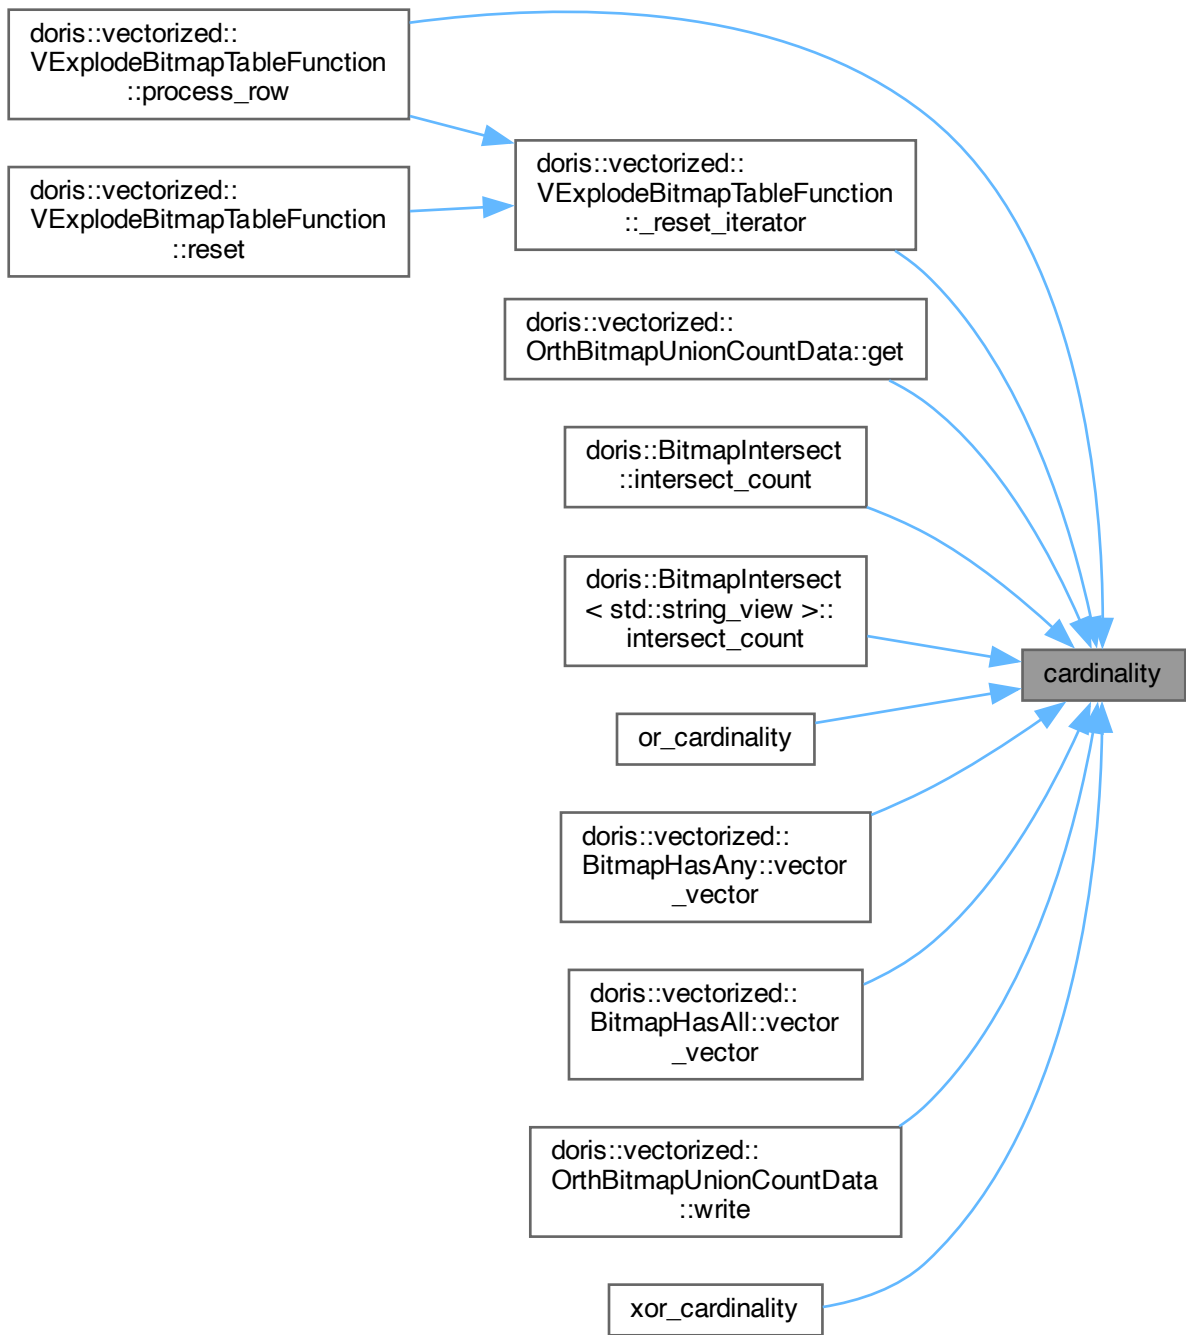 doris::vectorized::
VExplodeBitmapTableFunction
::process_row
doris::vectorized::
VExplodeBitmapTableFunction
::reset
doris::vectorized::
VExplodeBitmapTableFunction
::_reset_iterator
doris::vectorized::
OrthBitmapUnionCountData::get
doris::BitmapIntersect
::intersect_count
doris::BitmapIntersect
< std::string_view >::
intersect_count
cardinality
or_cardinality
doris::vectorized::
BitmapHasAny::vector
_vector
doris::vectorized::
BitmapHasAll::vector
_vector
doris::vectorized::
OrthBitmapUnionCountData
::write
xor_cardinality